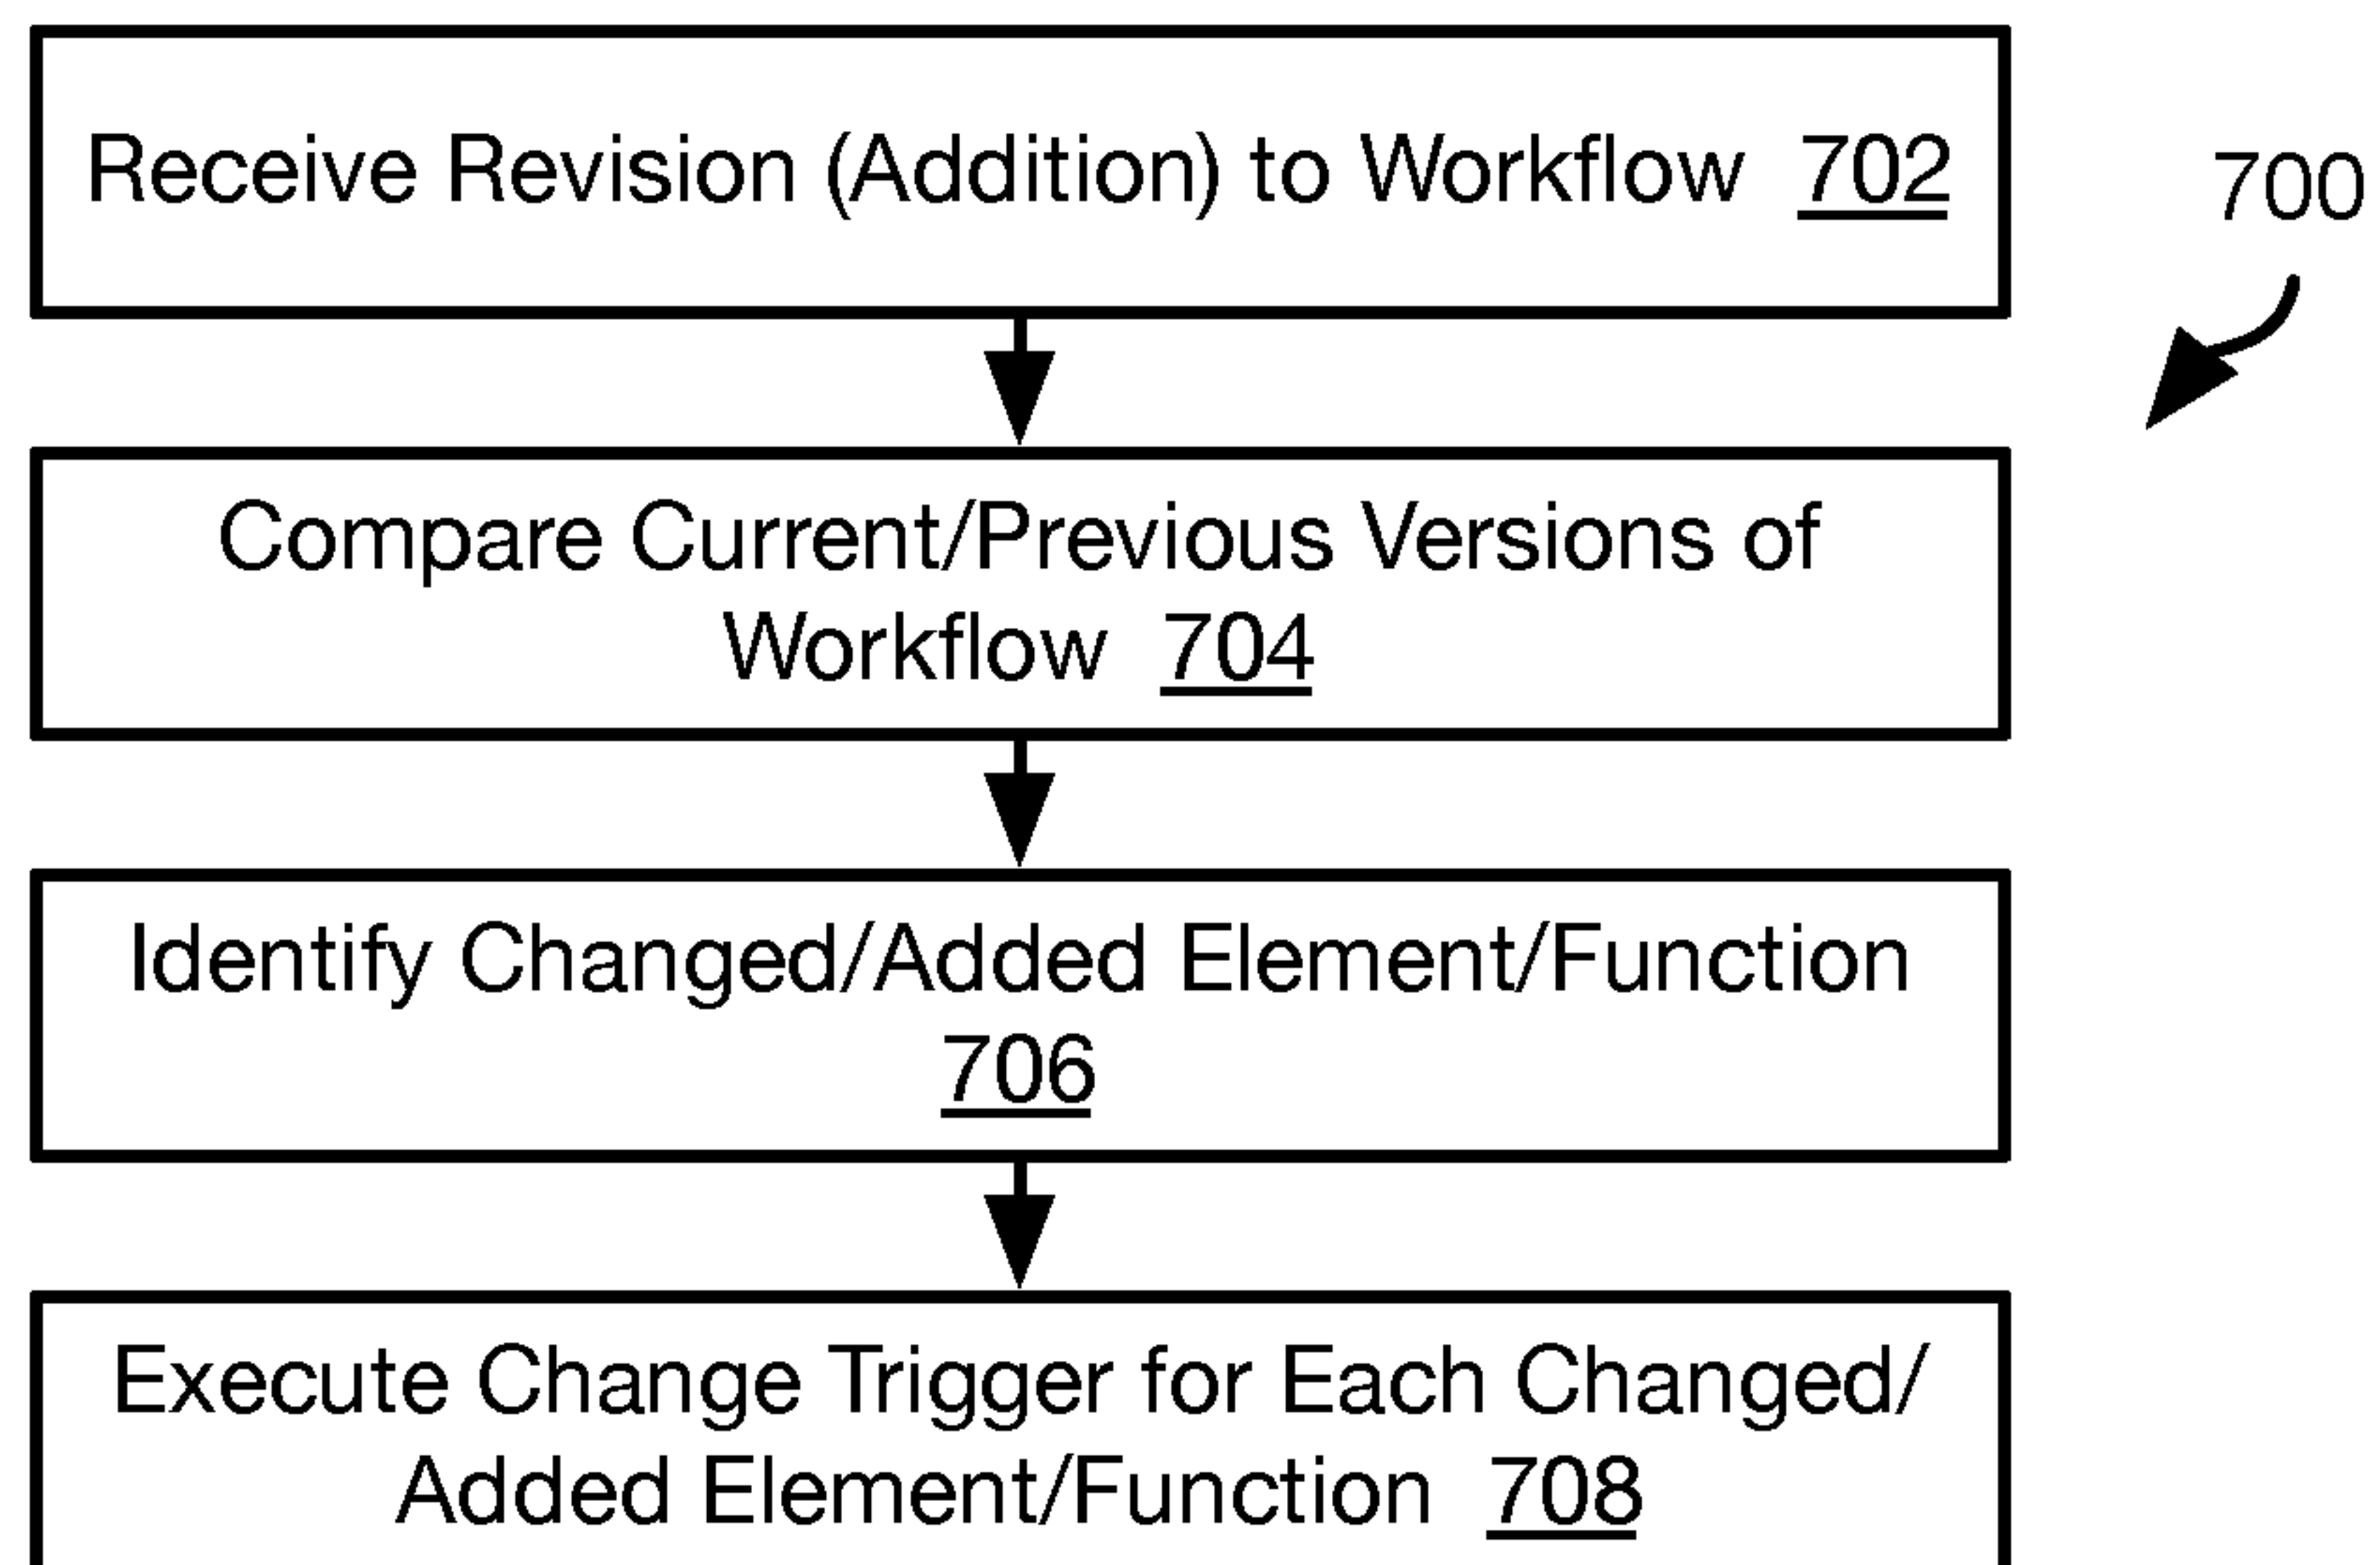 Receive Revision (Addition) to Workflow 702
700
Compare Current/Previous Versions of
Workflow 704
Identify Changed/Added Element/Function
706
Execute Change Trigger for Each Changed/
Added Element/Function 708